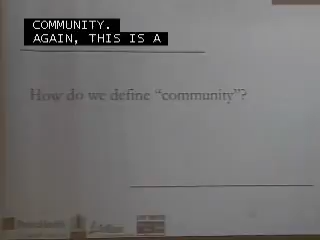 COMMUNITY.
AGAIN, THIS IS A
How do we define “community”?